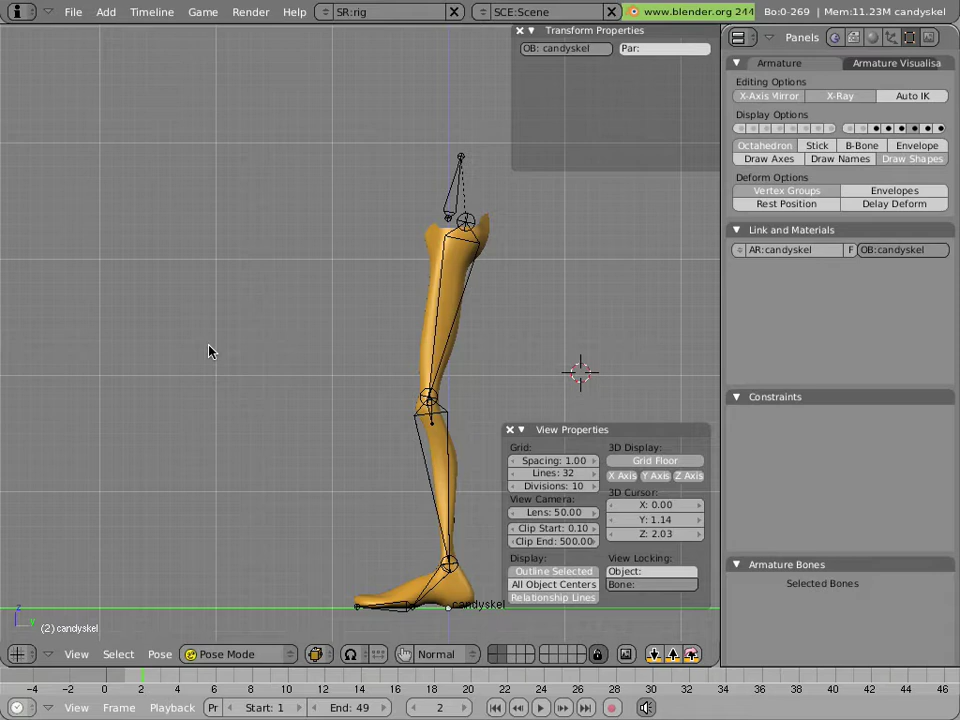 File Add Timeline Game Render Help SR:rig SCE:Scene www.blender.org 244 Bo:0-269 | Mem:11.23M candyskel
Transform Properties
OB: candyskel Par:
Panels
Armature Armature Visualisa
Editing Options
X-Axis Mirror X-Ray Auto IK
Display Options
Octahedron Stick B-Bone Envelope
Draw Axes Draw Names Draw Shapes
Deform Options
Vertex Groups Envelopes
Rest Position Delay Deform
Link and Materials
AR:candyskel F OB:candyskel
Constraints
Armature Bones
Selected Bones
View Properties
Grid: 3D Display:
Spacing: 1.00 Grid Floor
Lines: 32 X Axis Y Axis Z Axis
Divisions: 10
View Camera: 3D Cursor:
Lens: 50.00 X: 0.00
Clip Start: 0.10 Y: 1.14
Clip End: 500.00 Z: 2.03
Display: View Locking:
Outline Selected Object:
All Object Centers Bone:
Relationship Lines
candyskel
z
y
(2) candyskel
View Select Pose Pose Mode Normal
-4 -2 0 2 4 6 8 10 12 14 16 18 20 22 24 26 28 30 32 34 36 38 40 42 44 46
View Frame Playback Pr Start: 1 End: 49 2